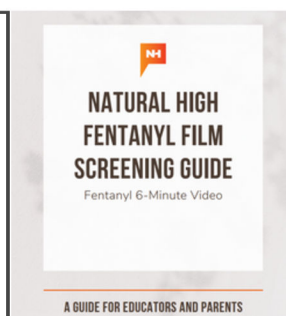 NH
NATURAL HIGH
FENTANYL FILM
SCREENING GUIDE
Fentanyl 6-Minute Video
A GUIDE FOR EDUCATORS AND PARENTS